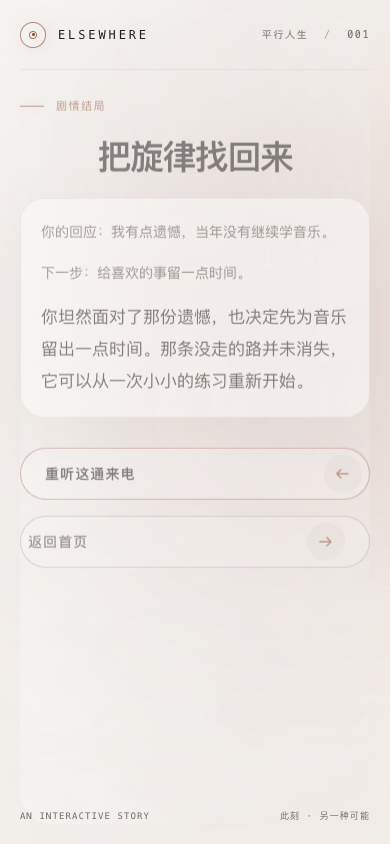 ELSEWHERE
平行人生 / 001
剧情结局
把旋律找回来
你的回应：我有点遗憾，当年没有继续学音乐。
下一步：给喜欢的事留一点时间。
你坦然面对了那份遗憾，也决定先为音乐
留出一点时间。那条没走的路并未消失，
它可以从一次小小的练习重新开始。
重听这通来电 ←
返回首页 →
AN INTERACTIVE STORY
此刻 · 另一种可能